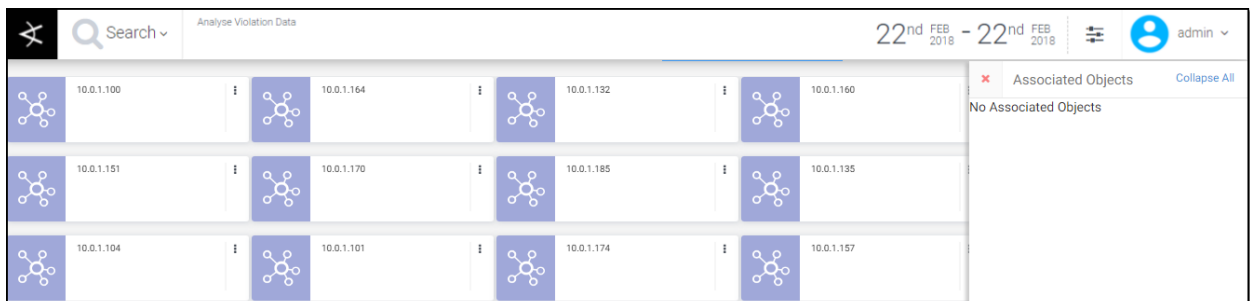 Search
Analyse Violation Data
22nd FEB 2018 - 22nd FEB 2018
admin
Associated Objects
Collapse All
No Associated Objects
10.0.1.100
10.0.1.164
10.0.1.132
10.0.1.160
10.0.1.151
10.0.1.170
10.0.1.185
10.0.1.135
10.0.1.104
10.0.1.101
10.0.1.174
10.0.1.157